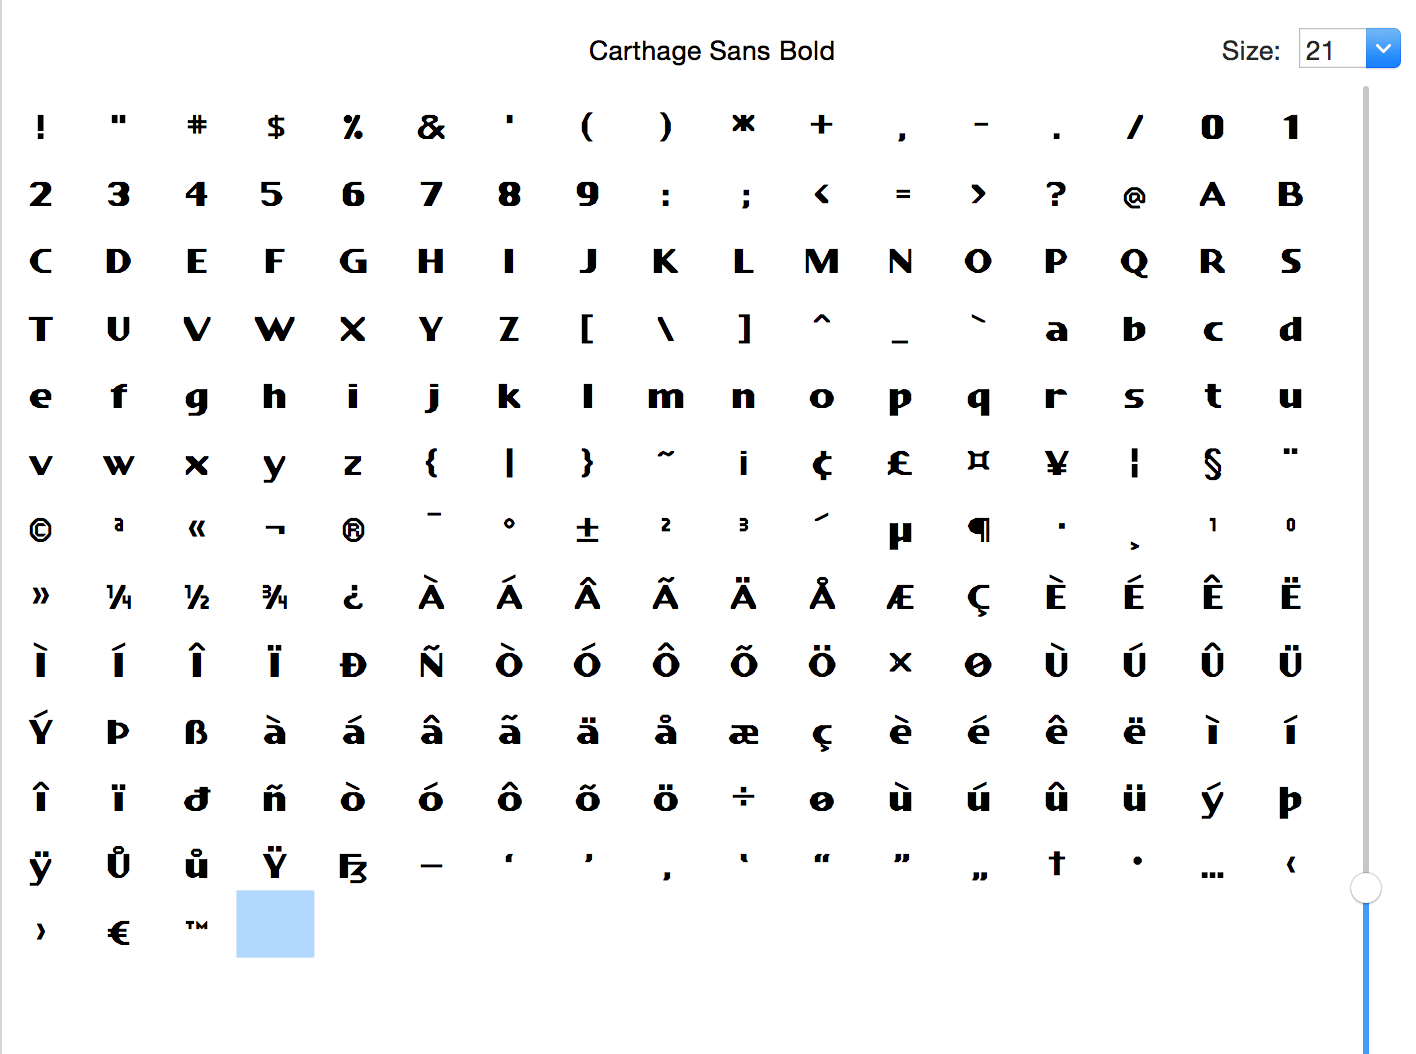 Carthage Sans Bold Size: 21
! " # $ % & ' ( ) * + , - . / 0 1
2 3 4 5 6 7 8 9 : ; < = > ? @ A B
C D E F G H I J K L M N O P Q R S
T U V W X Y Z [ \ ] ^ _ ` a b c d
e f g h i j k l m n o p q r s t u
v w x y z { | } ~ ¡ ¢ £ ¤ ¥ ¦ § ¨
© ª « ¬ ® ¯ ° ± ² ³ ´ µ ¶ · ¸ ¹ º
» ¼ ½ ¾ ¿ À Á Â Ã Ä Å Æ Ç È É Ê Ë
Ì Í Î Ï Ð Ñ Ò Ó Ô Õ Ö × Ø Ù Ú Û Ü
Ý Þ ß à á â ã ä å æ ç è é ê ë ì í
î ï ð ñ ò ó ô õ ö ÷ ø ù ú û ü ý þ
ÿ Ů ů Ÿ – ‘ ’ ‚ ‛ “ ” „ † • … ‹
› € ™